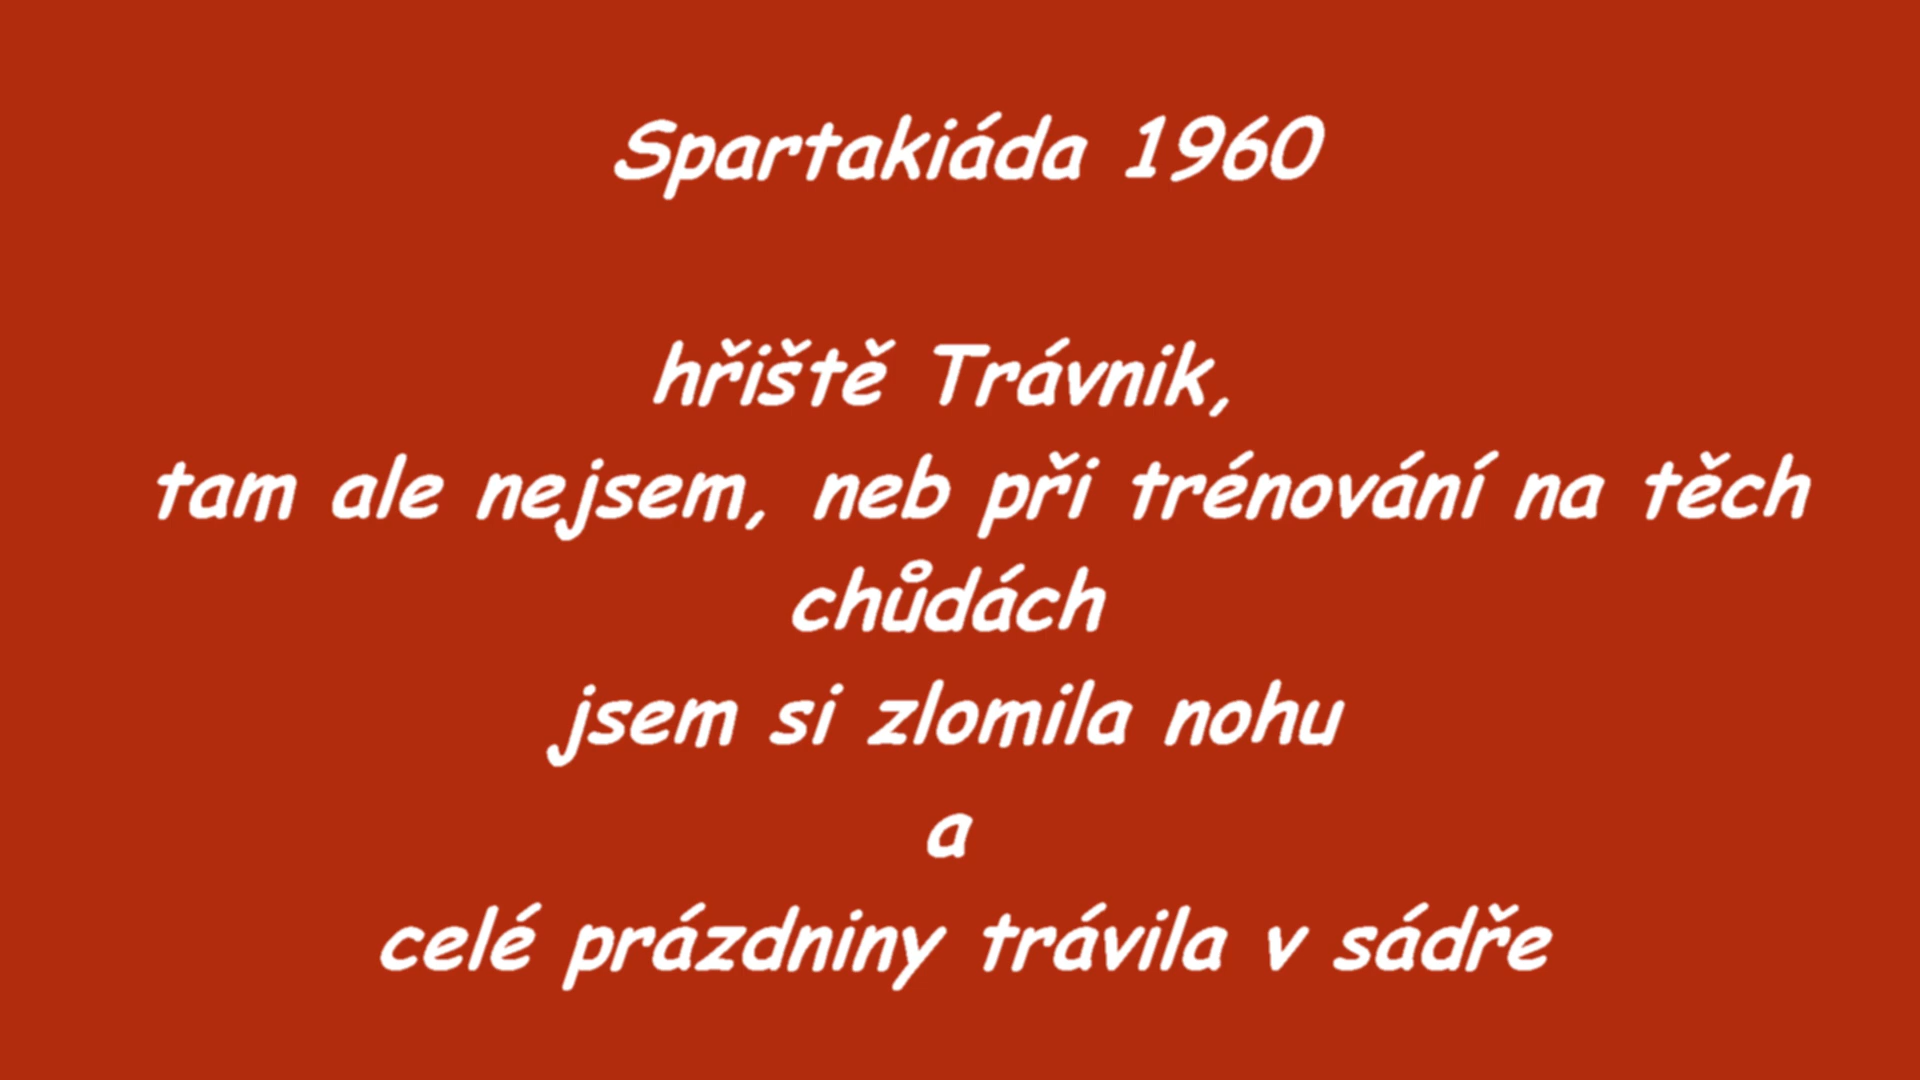 Spartakiáda 1960
hřiště Trávnik,
tam ale nejsem, neb při trénování na těch
chůdách
jsem si zlomila nohu
a
celé prázdniny trávila v sádře